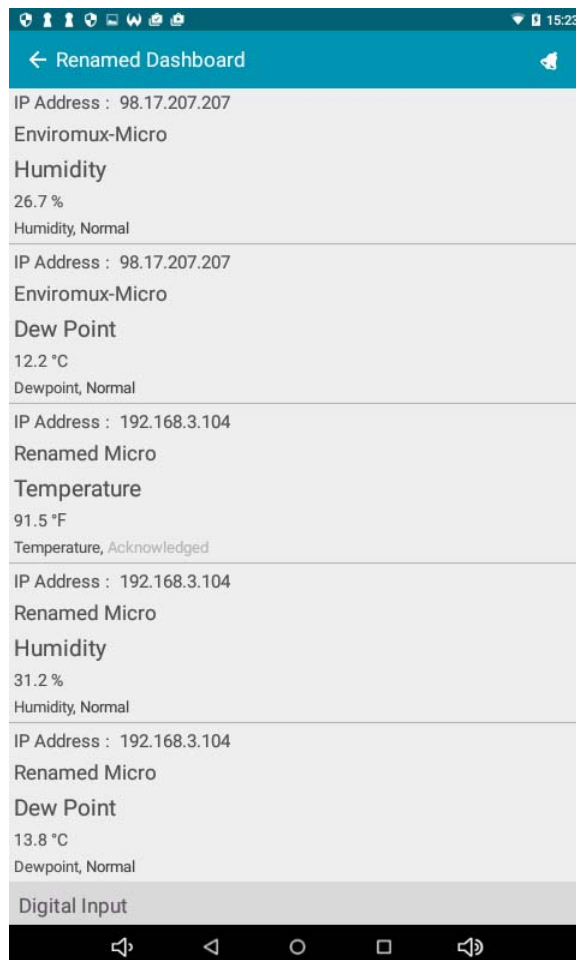 15:23
Renamed Dashboard
IP Address : 98.17.207.207
Enviromux-Micro
Humidity
26.7 %
Humidity, Normal
IP Address : 98.17.207.207
Enviromux-Micro
Dew Point
12.2 °C
Dewpoint, Normal
IP Address : 192.168.3.104
Renamed Micro
Temperature
91.5 °F
Temperature, Acknowledged
IP Address : 192.168.3.104
Renamed Micro
Humidity
31.2 %
Humidity, Normal
IP Address : 192.168.3.104
Renamed Micro
Dew Point
13.8 °C
Dewpoint, Normal
Digital Input